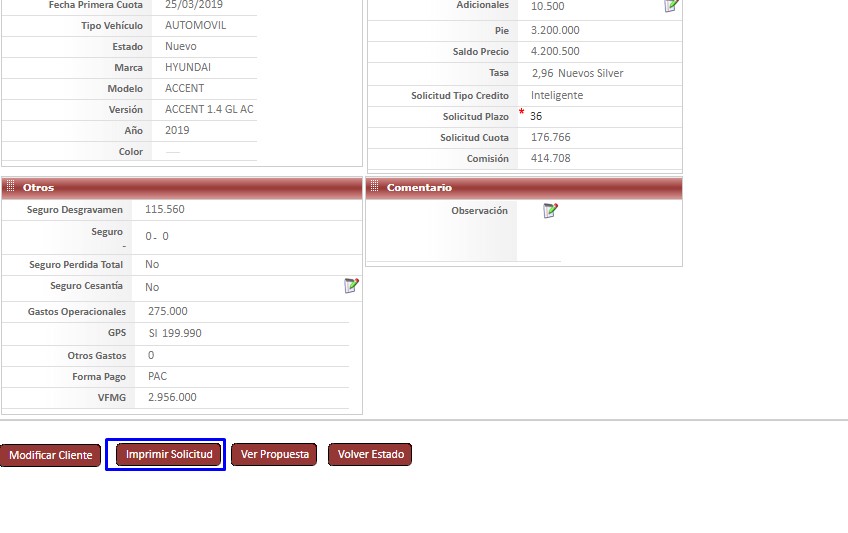 Fecha Primera Cuota 25/03/2019
Tipo Vehículo AUTOMOVIL
Estado Nuevo
Marca HYUNDAI
Modelo ACCENT
Versión ACCENT 1.4 GL AC
Año 2019
Color
Adicionales 10.500
Pie 3.200.000
Saldo Precio 4.200.500
Tasa 2,96 Nuevos Silver
Solicitud Tipo Credito Inteligente
Solicitud Plazo * 36
Solicitud Cuota 176.766
Comisión 414.708
Otros
Seguro Desgravamen 115.560
Seguro
- 0 - 0
Seguro Perdida Total No
Seguro Cesantía No
Gastos Operacionales 275.000
GPS SI 199.990
Otros Gastos 0
Forma Pago PAC
VFMG 2.956.000
Comentario
Observación
Modificar Cliente Imprimir Solicitud Ver Propuesta Volver Estado